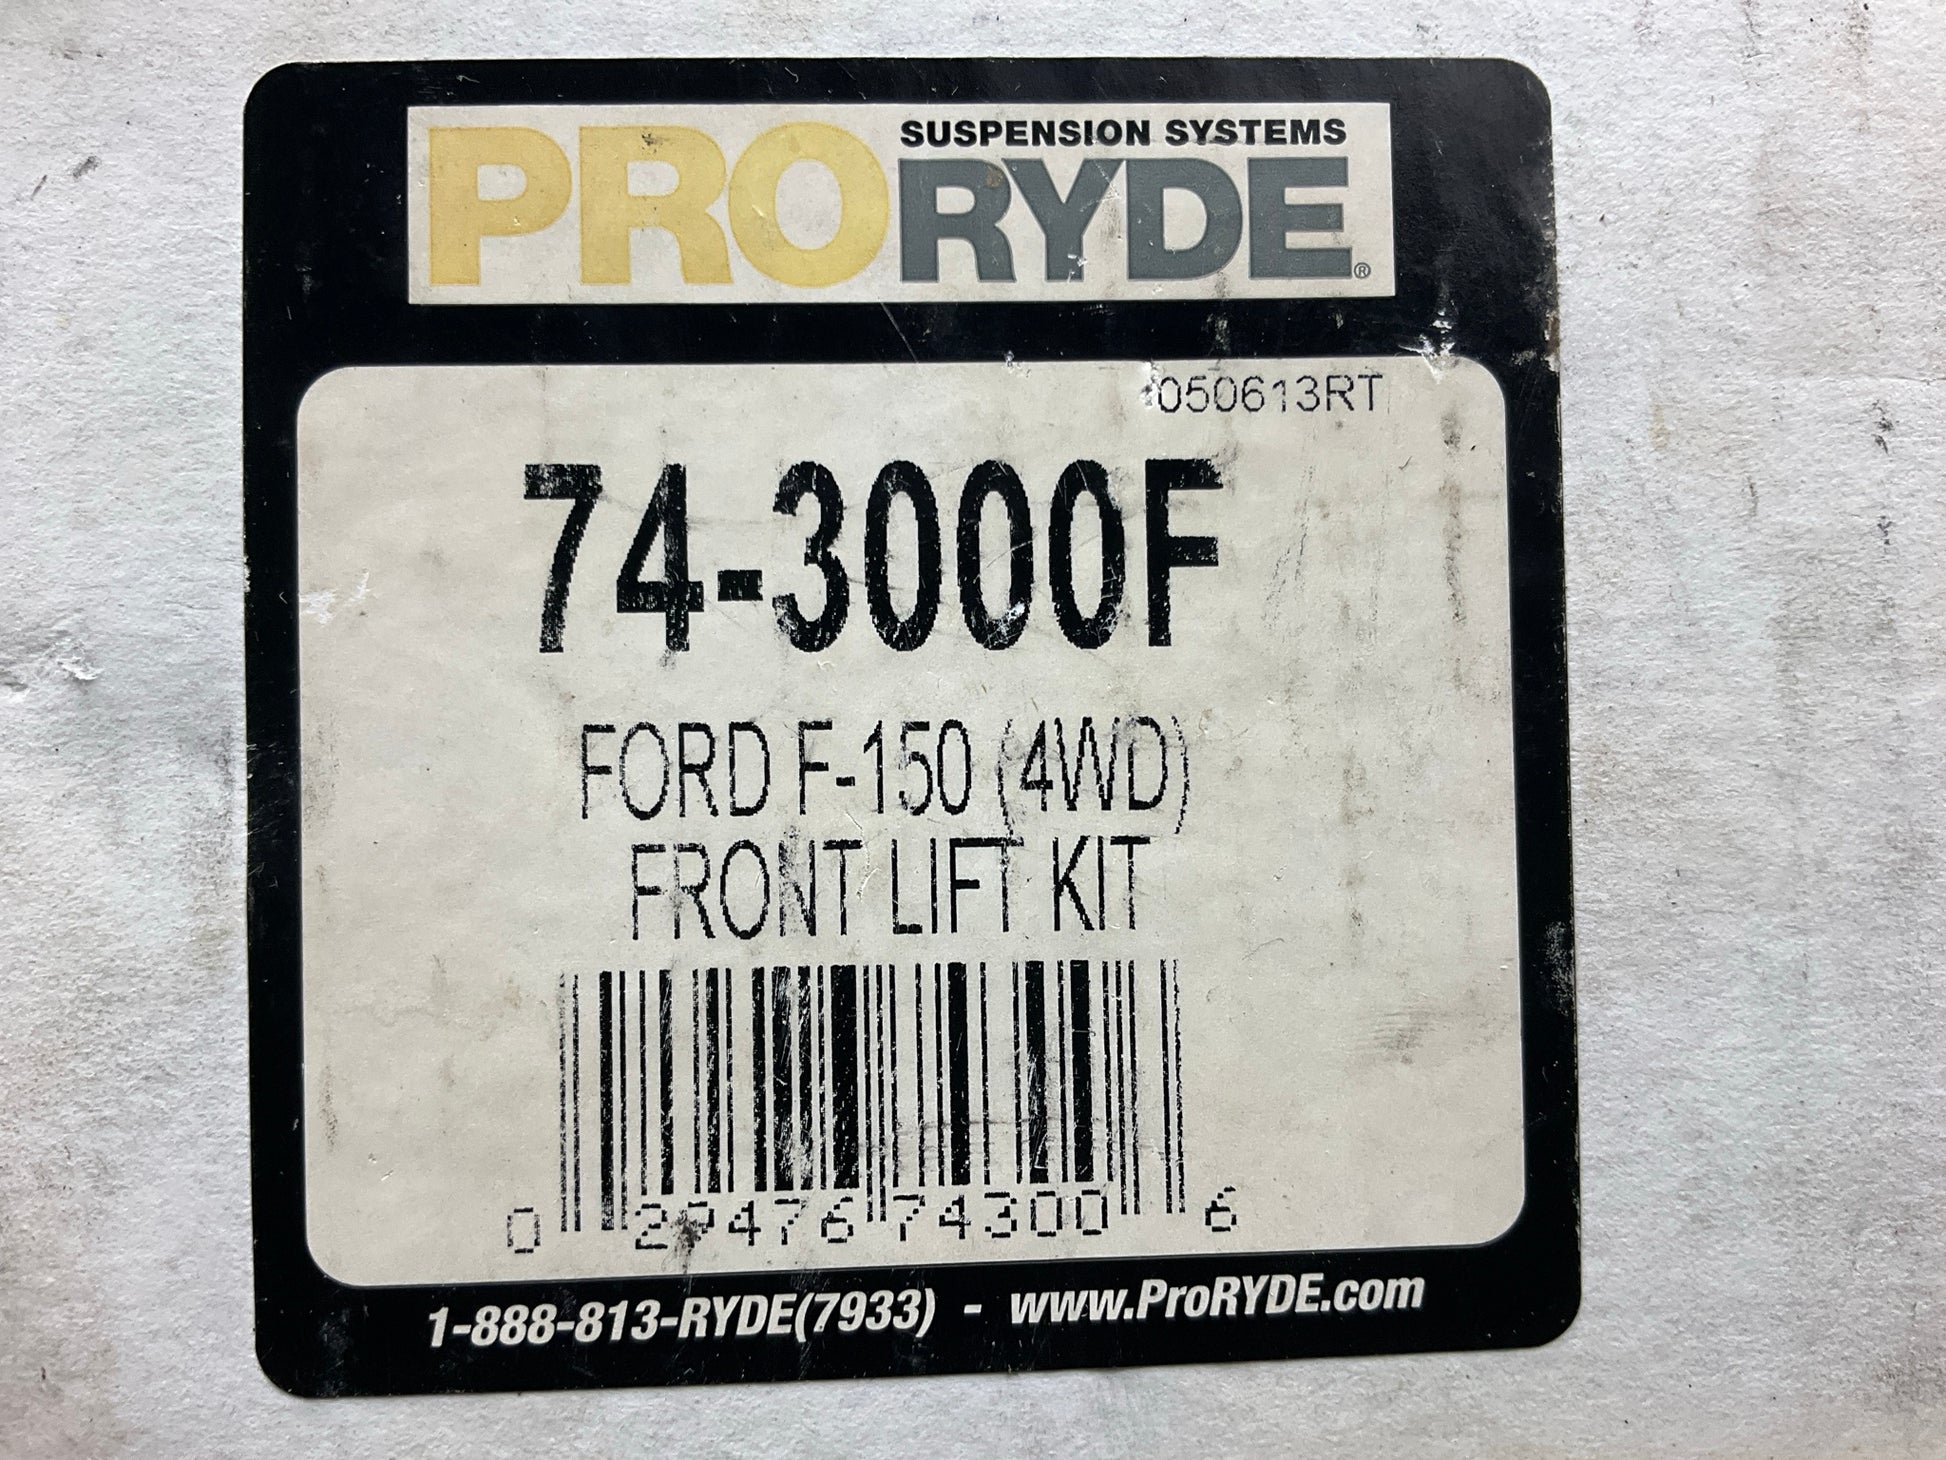 SUSPENSION SYSTEMS
PRORYDE®
050613RT
74-3000F
FORD F-150 (4WD)
FRONT LIFT KIT
0 29476 74300 6
1-888-813-RYDE(7933) - www.ProRYDE.com